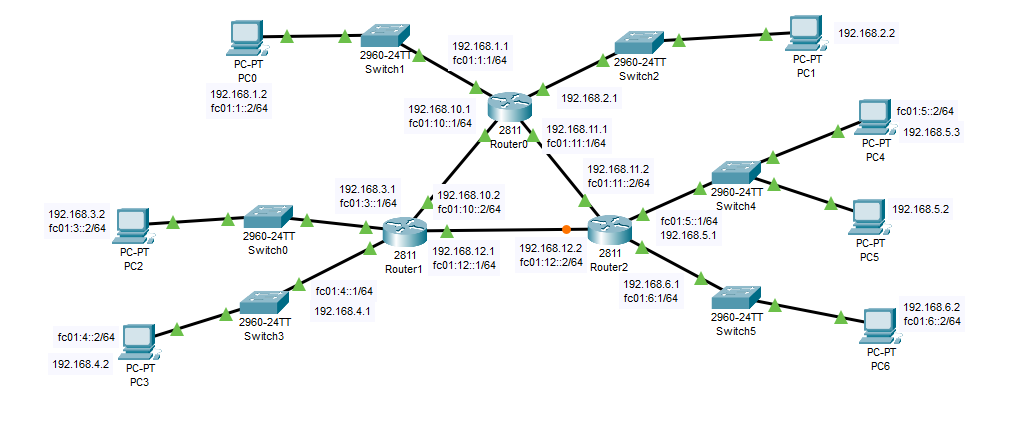 PC-PT
PC0
192.168.1.2
fc01:1::2/64
2960-24TT
Switch1
192.168.1.1
fc01:1:1/64
2960-24TT
Switch2
PC-PT
PC1
192.168.2.2
192.168.2.1
192.168.10.1
fc01:10::1/64
2811
Router0
192.168.11.1
fc01:11:1/64
fc01:5::2/64
192.168.5.3
PC-PT
PC4
192.168.11.2
fc01:11::2/64
2960-24TT
Switch4
192.168.5.2
PC-PT
PC5
192.168.3.1
fc01:3::1/64
192.168.10.2
fc01:10::2/64
192.168.3.2
fc01:3::2/64
PC-PT
PC2
2960-24TT
Switch0
2811
Router1
192.168.12.1
fc01:12::1/64
192.168.12.2
fc01:12::2/64
2811
Router2
fc01:5::1/64
192.168.5.1
192.168.6.1
fc01:6:1/64
fc01:4::1/64
192.168.4.1
2960-24TT
Switch3
fc01:4::2/64
192.168.4.2
PC-PT
PC3
2960-24TT
Switch5
192.168.6.2
fc01:6::2/64
PC-PT
PC6